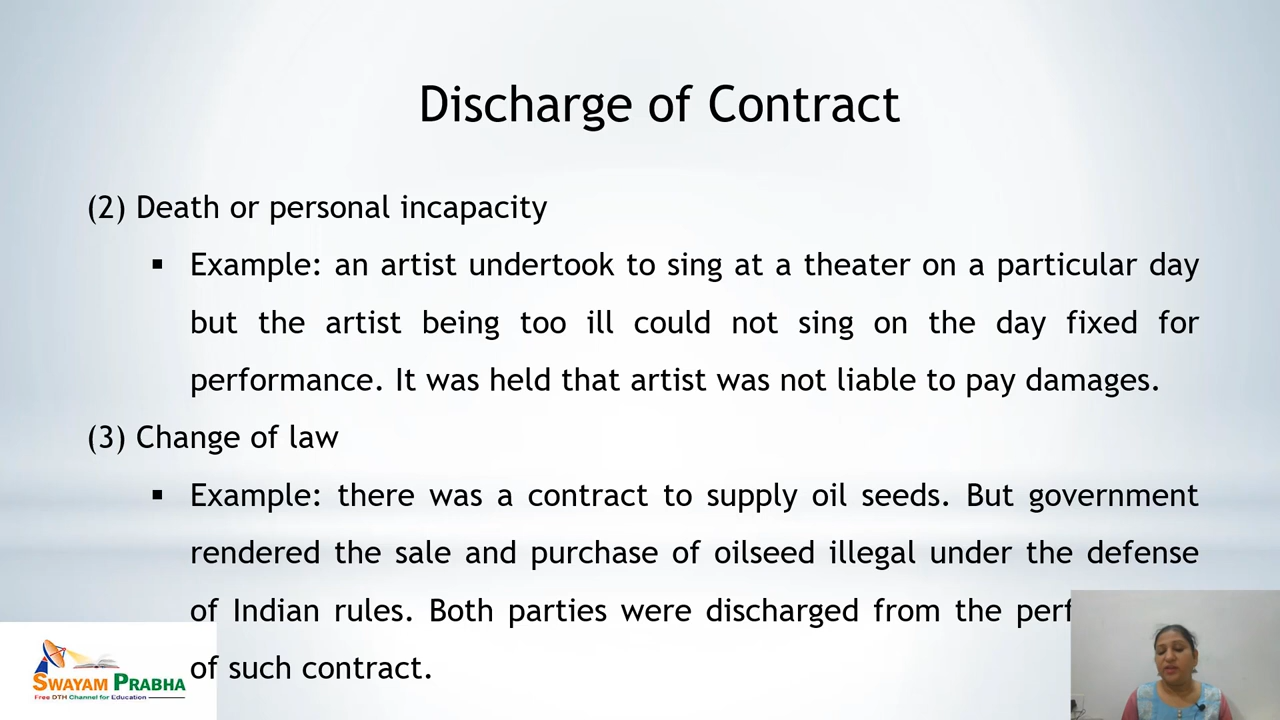 Discharge of Contract
(2) Death or personal incapacity
▪ Example: an artist undertook to sing at a theater on a particular day
but the artist being too ill could not sing on the day fixed for
performance. It was held that artist was not liable to pay damages.
(3) Change of law
▪ Example: there was a contract to supply oil seeds. But government
rendered the sale and purchase of oilseed illegal under the defense
of Indian rules. Both parties were discharged from the
of such contract.
SWAYAM PRABHA
Free DTH Channel for Education